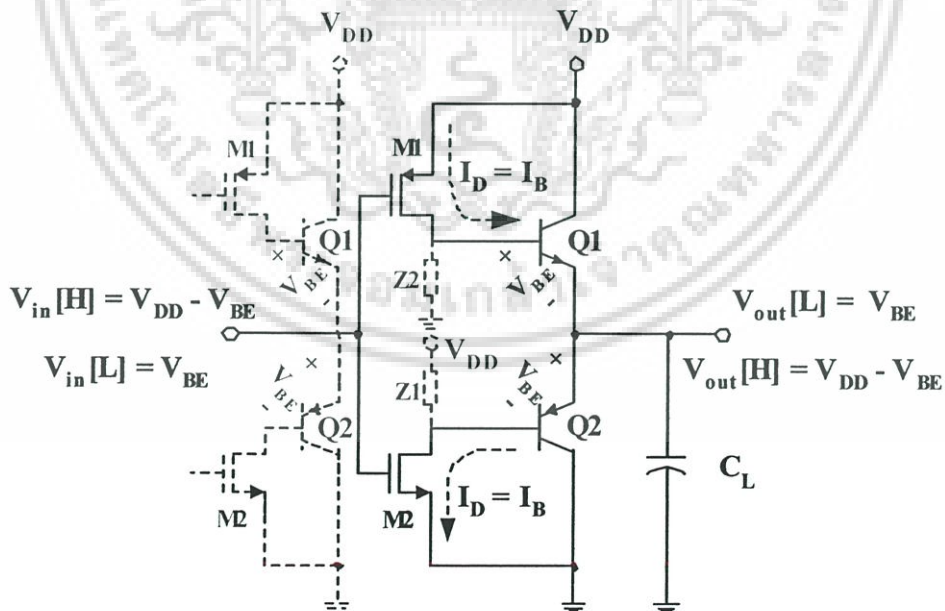 V_DD
V_DD
M1
M1
I_D = I_B
Q1
Q1
V_BE
V_BE
Z2
V_in[H] = V_DD - V_BE
V_in[L] = V_BE
V_out[L] = V_BE
V_out[H] = V_DD - V_BE
V_DD
Z1
V_BE
V_BE
Q2
Q2
C_L
I_D = I_B
M2
M2